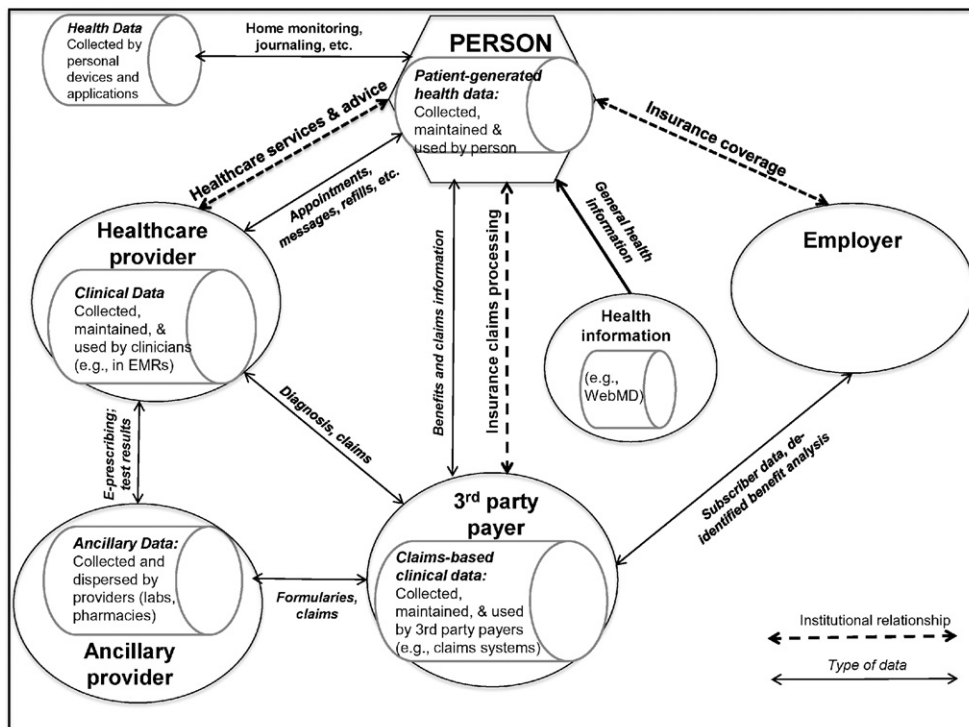 Health Data
Collected by
personal
devices and
applications
Home monitoring,
journaling, etc.
PERSON
Patient-generated
health data:
Collected,
maintained &
used by person
Healthcare services & advice
Appointments,
messages, refills, etc.
Insurance coverage
General health
information
Healthcare
provider
Clinical Data
Collected,
maintained, &
used by clinicians
(e.g., in EMRs)
Benefits and claims information
Insurance claims processing
Health
information
(e.g.,
WebMD)
Employer
Diagnosis, claims
E-prescribing;
test results
Subscriber data, de-
identified benefit analysis
3rd party
payer
Claims-based
clinical data:
Collected,
maintained, & used
by 3rd party payers
(e.g., claims systems)
Ancillary Data:
Collected and
dispersed by
providers (labs,
pharmacies)
Ancillary
provider
Formularies,
claims
Institutional relationship
Type of data